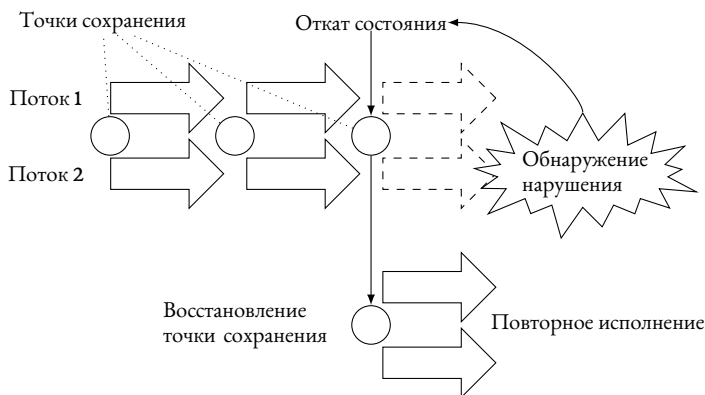 Точки сохранения
Откат состояния
Поток 1
Поток 2
Обнаружение
нарушения
Восстановление
точки сохранения
Повторное исполнение